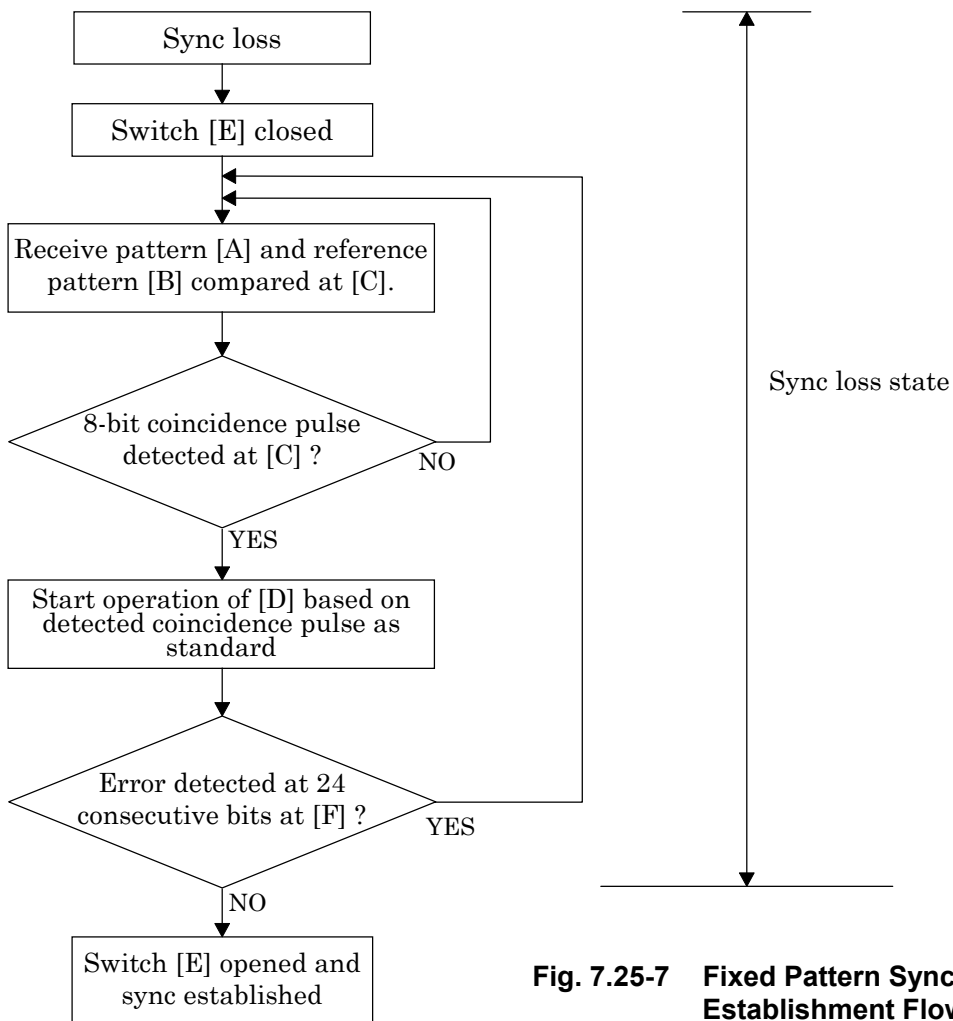 Sync loss
Switch [E] closed
Receive pattern [A] and reference
pattern [B] compared at [C].
8-bit coincidence pulse
detected at [C] ?
NO
YES
Start operation of [D] based on
detected coincidence pulse as
standard
Error detected at 24
consecutive bits at [F] ?
YES
NO
Switch [E] opened and
sync established
Sync loss state
Fig. 7.25-7 Fixed Pattern Sync
Establishment Flow